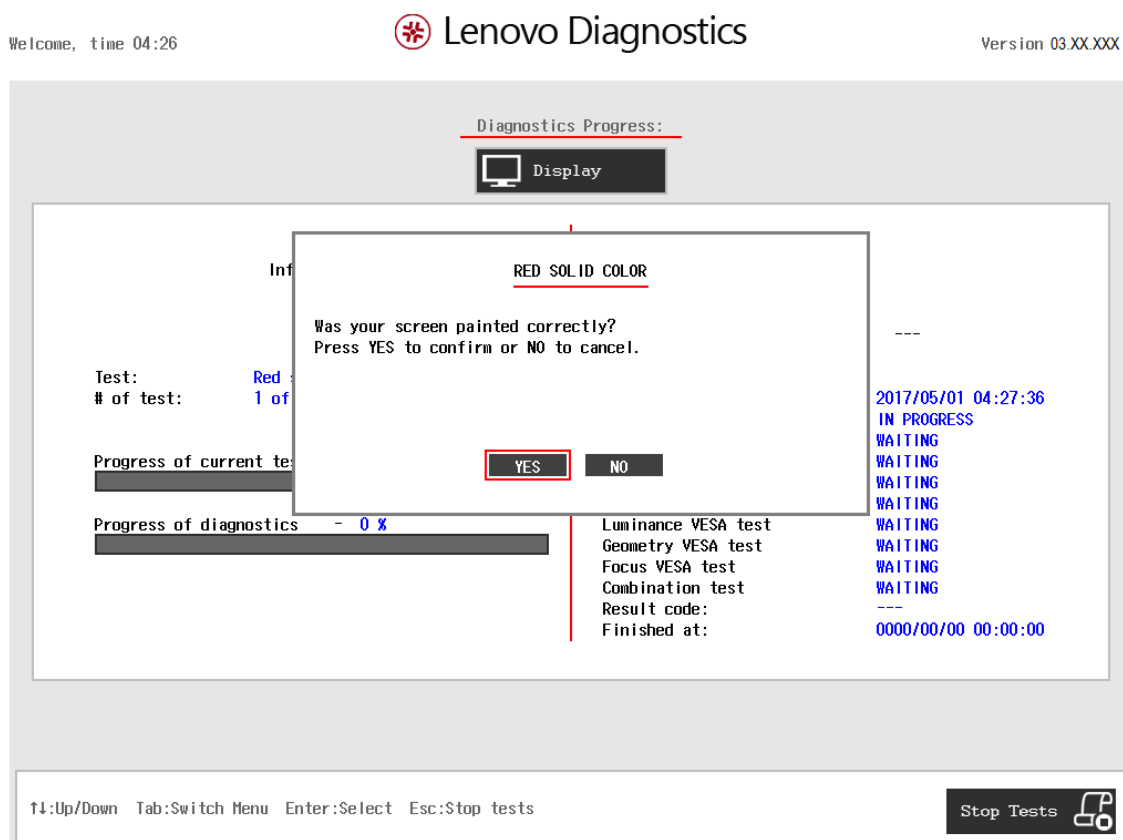 Welcome, time 04:26
Lenovo Diagnostics
Version 03.XX.XXX
Diagnostics Progress:
Display
Inf
RED SOLID COLOR
Was your screen painted correctly?
Press YES to confirm or NO to cancel.
YES
NO
---
Test: Red
# of test: 1 of
Progress of current te
Progress of diagnostics - 0 %
2017/05/01 04:27:36
IN PROGRESS
WAITING
WAITING
WAITING
WAITING
Luminance VESA test WAITING
Geometry VESA test WAITING
Focus VESA test WAITING
Combination test WAITING
Result code: ---
Finished at: 0000/00/00 00:00:00
↑↓:Up/Down Tab:Switch Menu Enter:Select Esc:Stop tests
Stop Tests